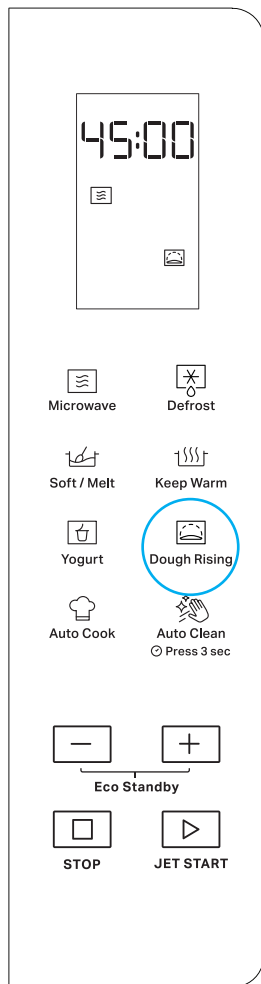 45:00
Microwave Defrost
Soft / Melt Keep Warm
Yogurt Dough Rising
Auto Cook Auto Clean
Press 3 sec
Eco Standby
STOP JET START